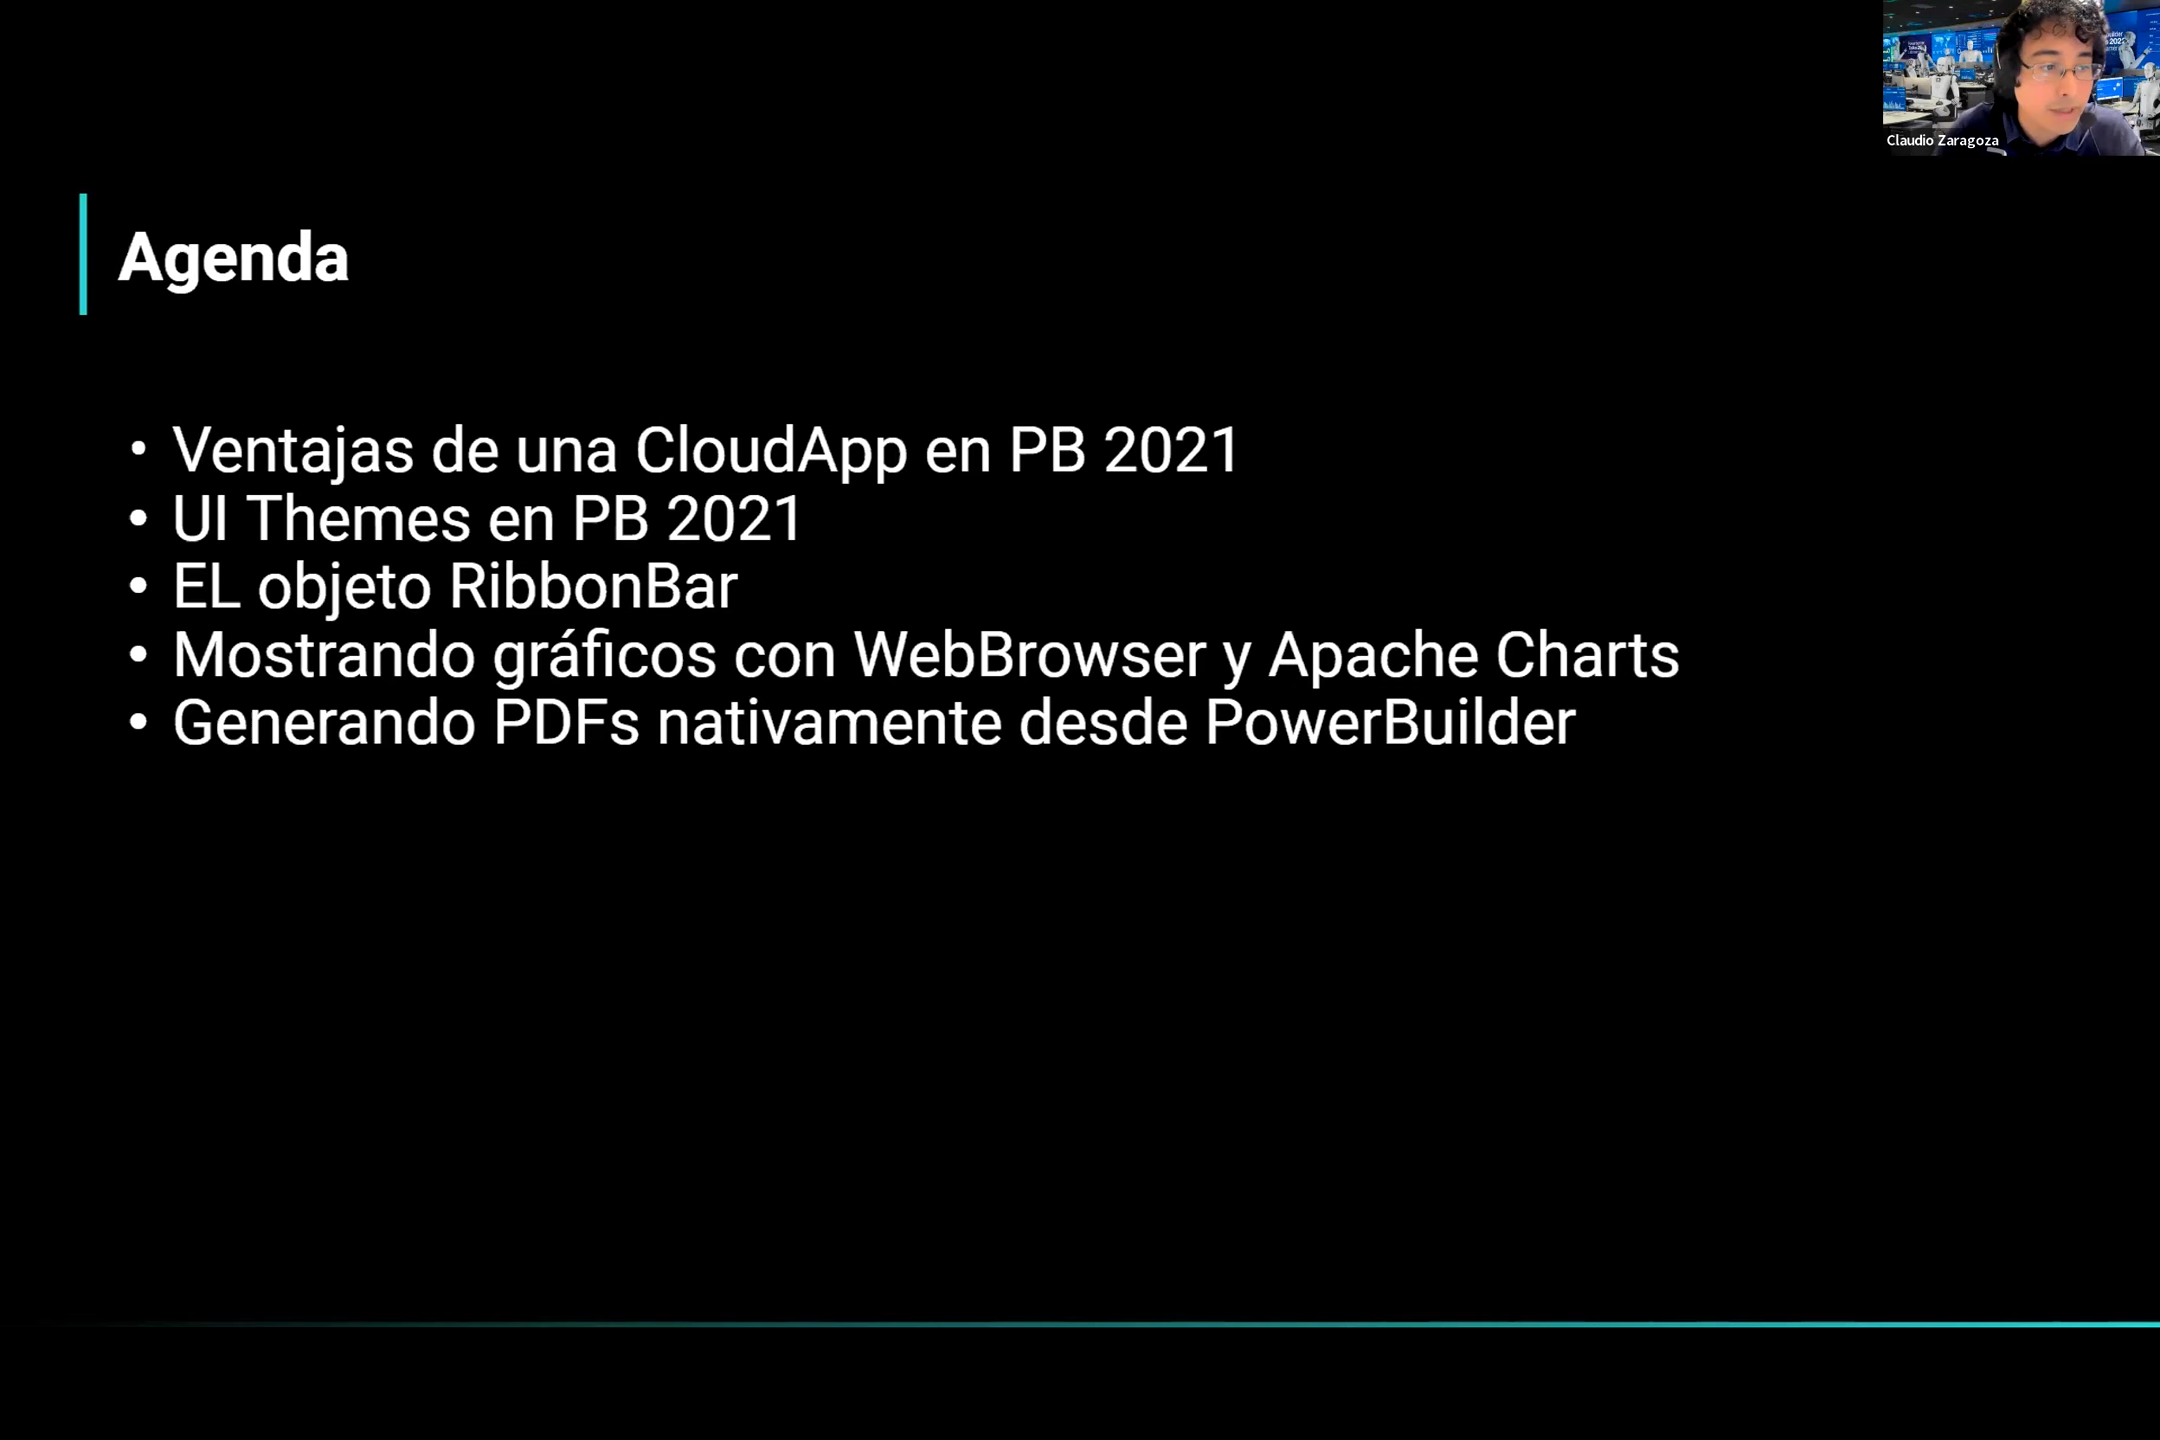 Claudio Zaragoza
Agenda
• Ventajas de una CloudApp en PB 2021
• UI Themes en PB 2021
• EL objeto RibbonBar
• Mostrando gráficos con WebBrowser y Apache Charts
• Generando PDFs nativamente desde PowerBuilder